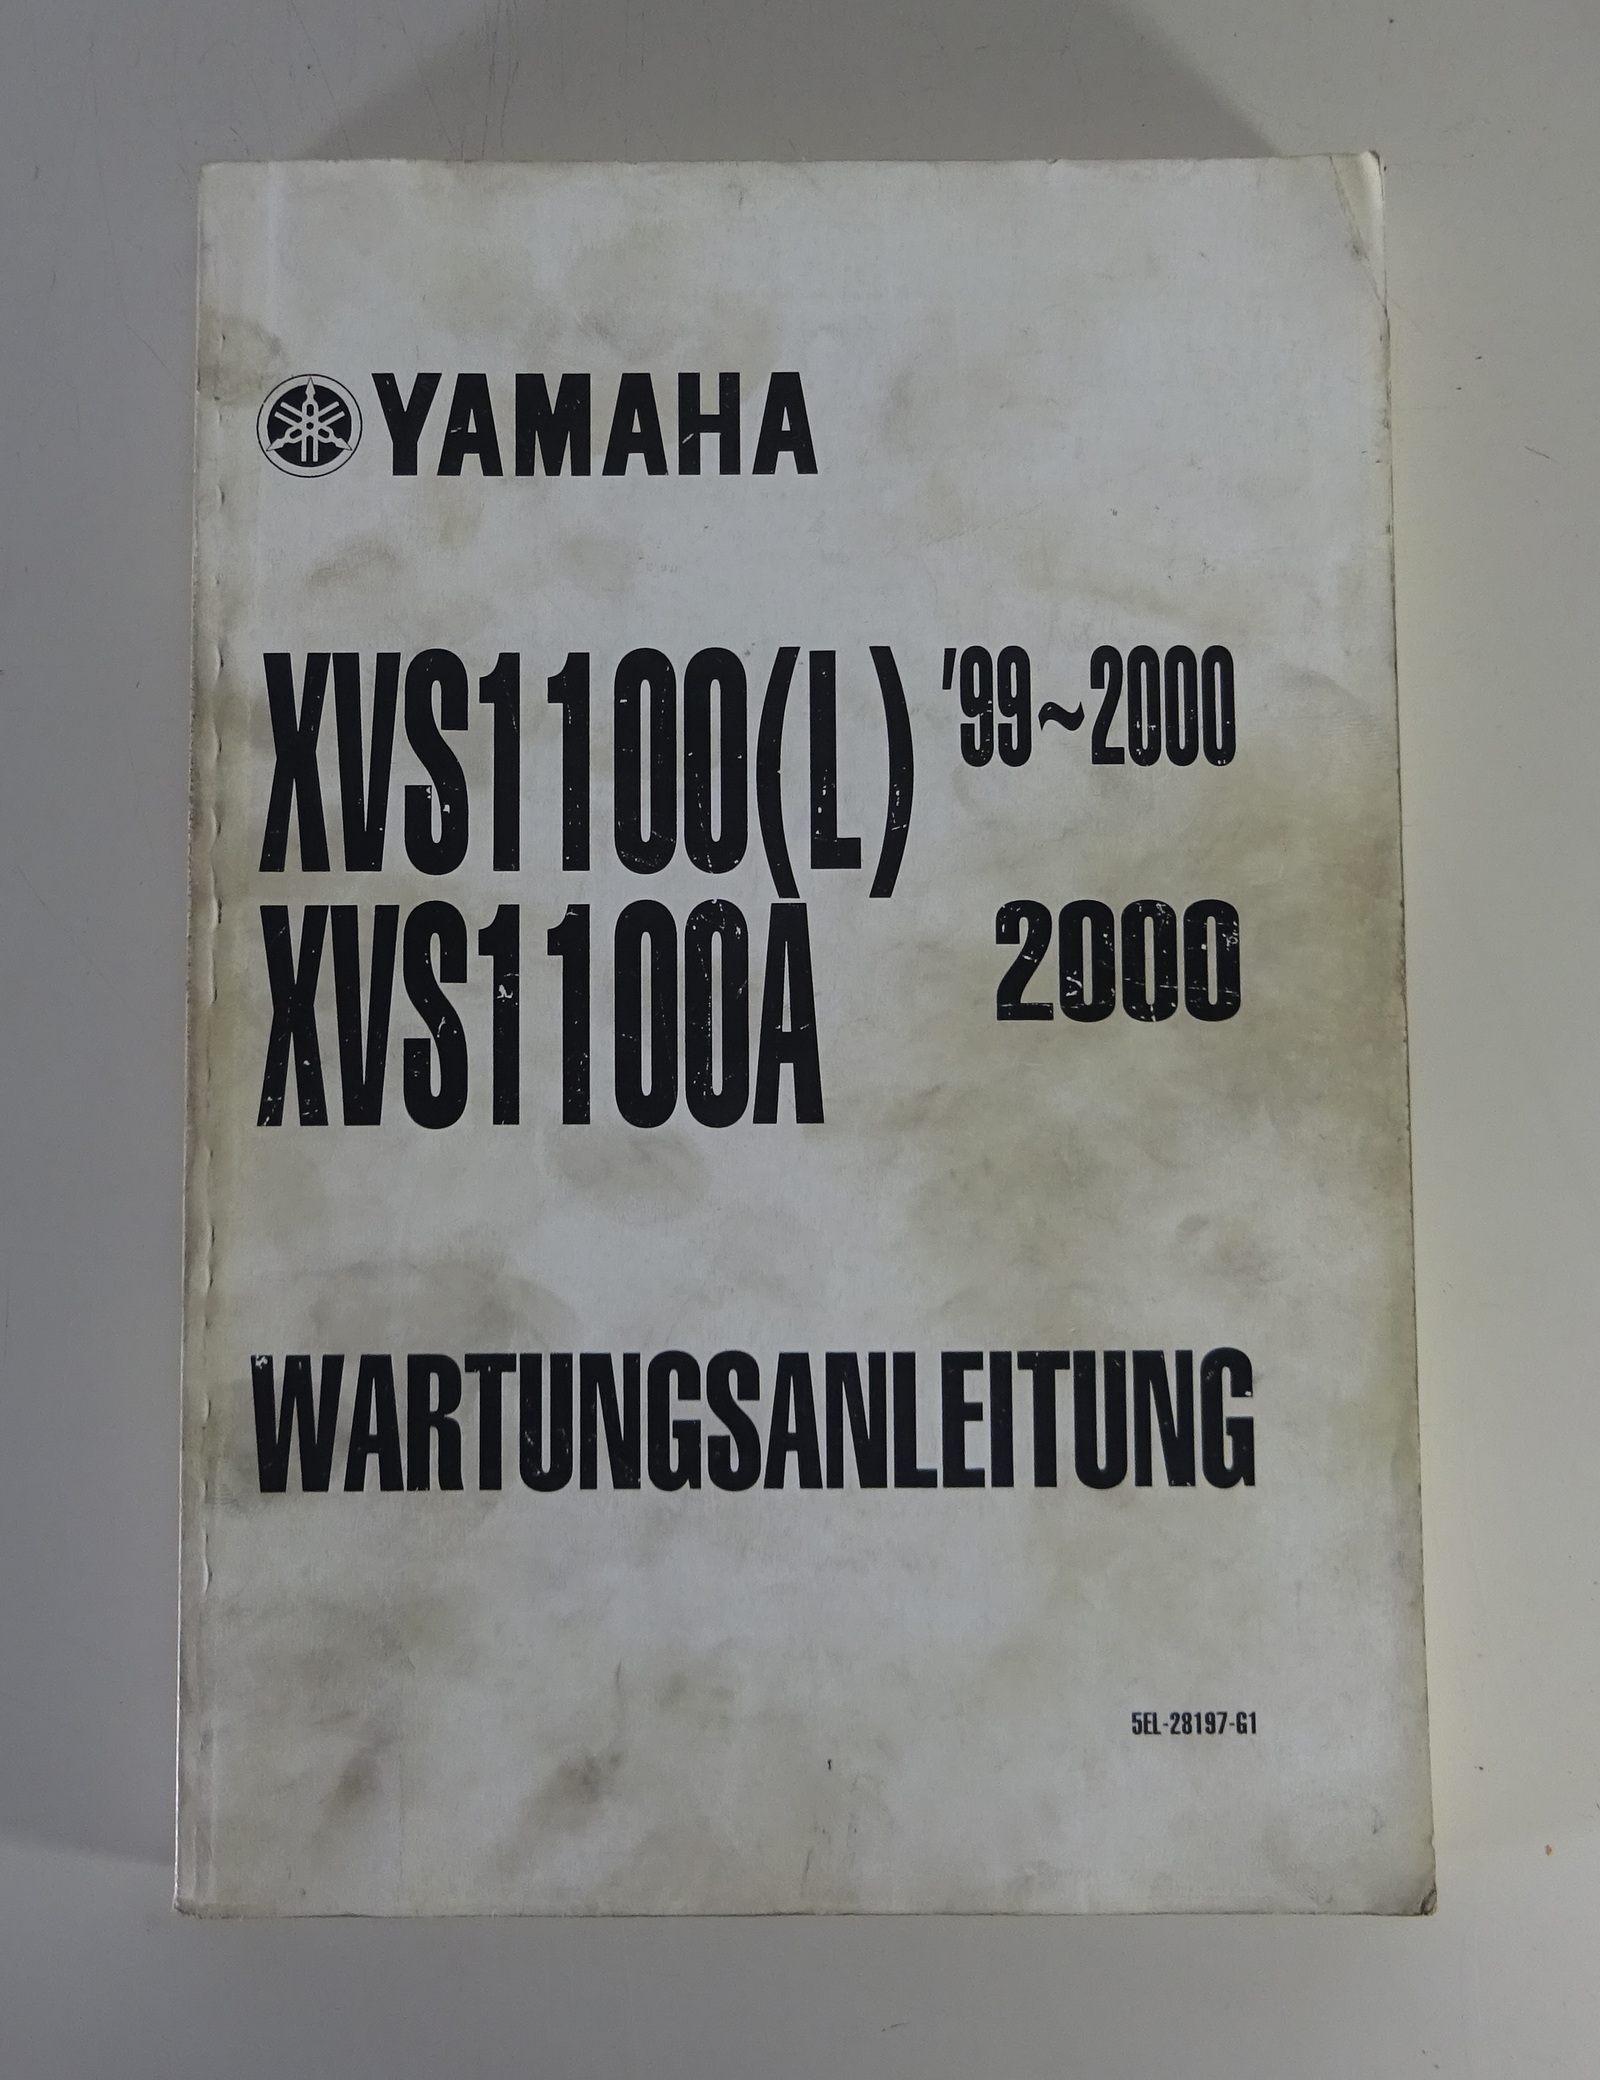 YAMAHA
XVS1100(L) '99~2000
XVS1100A 2000
WARTUNGSANLEITUNG
5EL-28197-G1